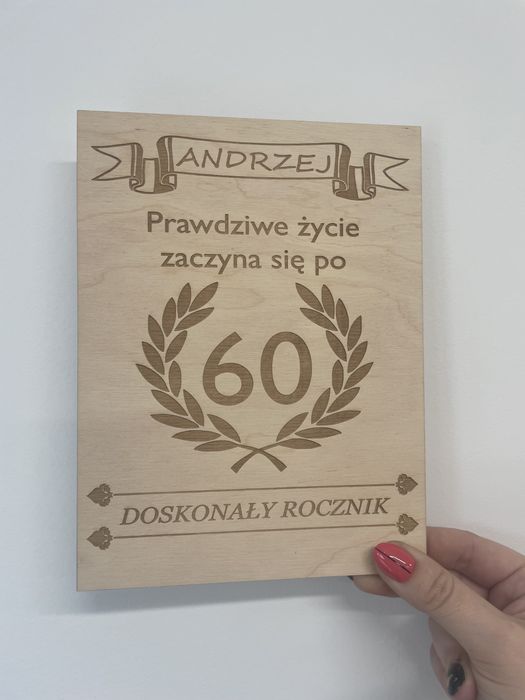 ANDRZEJ
Prawdziwe życie
zaczyna się po
60
DOSKONAŁY ROCZNIK